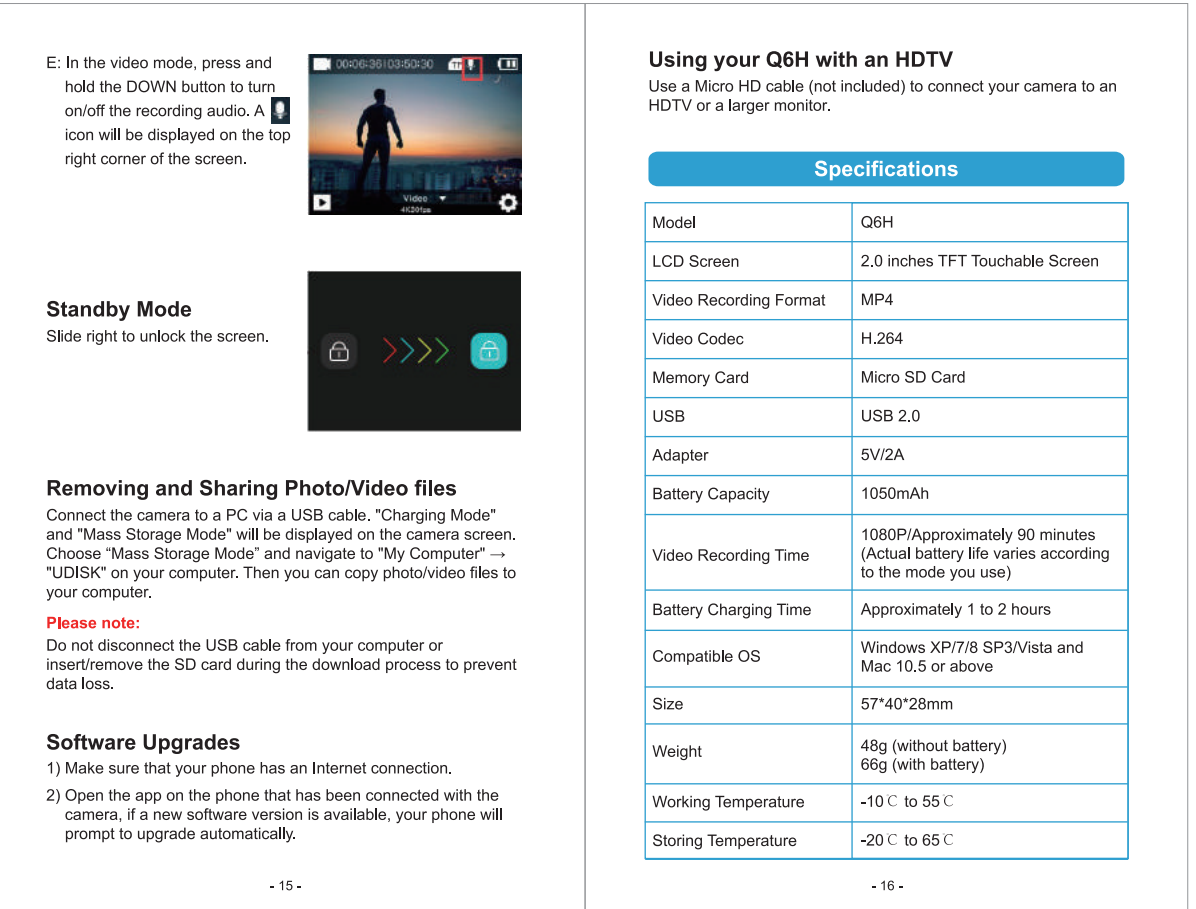 E: In the video mode, press and
hold the DOWN button to turn
on/off the recording audio. A
icon will be displayed on the top
right corner of the screen.
00:06:36|03:50:30
TF
Video
Standby Mode
Slide right to unlock the screen.
Removing and Sharing Photo/Video files
Connect the camera to a PC via a USB cable. "Charging Mode"
and "Mass Storage Mode" will be displayed on the camera screen.
Choose “Mass Storage Mode” and navigate to "My Computer" →
"UDISK" on your computer. Then you can copy photo/video files to
your computer.
Please note:
Do not disconnect the USB cable from your computer or
insert/remove the SD card during the download process to prevent
data loss.
Software Upgrades
1) Make sure that your phone has an Internet connection.
2) Open the app on the phone that has been connected with the
camera, if a new software version is available, your phone will
prompt to upgrade automatically.
- 15 -
Using your Q6H with an HDTV
Use a Micro HD cable (not included) to connect your camera to an
HDTV or a larger monitor.
Specifications
Model Q6H
LCD Screen 2.0 inches TFT Touchable Screen
Video Recording Format MP4
Video Codec H.264
Memory Card Micro SD Card
USB USB 2.0
Adapter 5V/2A
Battery Capacity 1050mAh
Video Recording Time 1080P/Approximately 90 minutes
(Actual battery life varies according
to the mode you use)
Battery Charging Time Approximately 1 to 2 hours
Compatible OS Windows XP/7/8 SP3/Vista and
Mac 10.5 or above
Size 57*40*28mm
Weight 48g (without battery)
66g (with battery)
Working Temperature -10℃ to 55℃
Storing Temperature -20℃ to 65℃
- 16 -